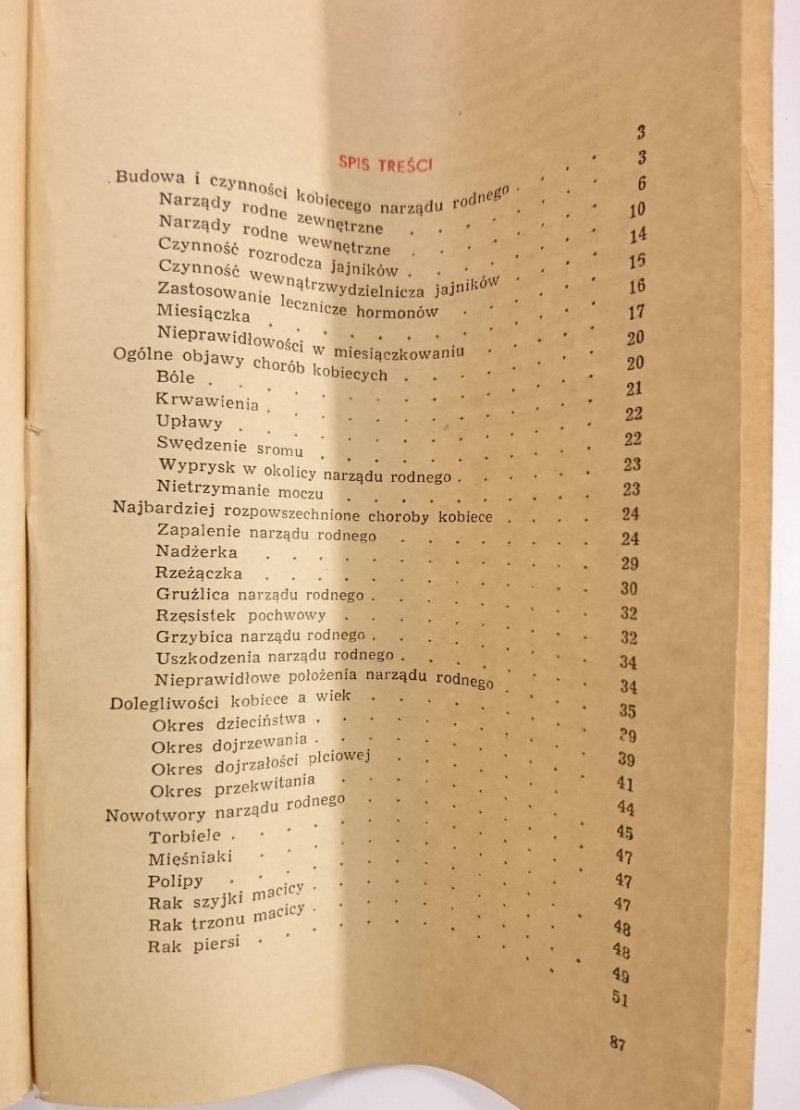 SPIS TREŚCI
Budowa i czynności kobiecego narządu rodnego . . . 3
Narządy rodne zewnętrzne . . . . . . . 3
Narządy rodne wewnętrzne . . . . . . . 6
Czynność rozrodcza jajników . . . . . . . 10
Czynność wewnątrzwydzielnicza jajników . . . 14
Zastosowanie lecznicze hormonów . . . . . 15
Miesiączka . . . . . . . . . . 16
Nieprawidłowości w miesiączkowaniu . . . . 17
Ogólne objawy chorób kobiecych . . . . . . 20
Bóle . . . . . . . . . . . . 20
Krwawienia . . . . . . . . . . 21
Upławy . . . . . . . . . . . 22
Swędzenie sromu . . . . . . . . 22
Wyprysk w okolicy narządu rodnego . . . . . 23
Nietrzymanie moczu . . . . . . . . 23
Najbardziej rozpowszechnione choroby kobiece . . . . 24
Zapalenie narządu rodnego . . . . . . 24
Nadżerka . . . . . . . . . . 29
Rzeżączka . . . . . . . . . . 30
Gruźlica narządu rodnego . . . . . . . 32
Rzęsistek pochwowy . . . . . . . . 32
Grzybica narządu rodnego . . . . . . . 34
Uszkodzenia narządu rodnego . . . . . . 34
Nieprawidłowe położenia narządu rodnego . . . 35
Dolegliwości kobiece a wiek . . . . . . . 39
Okres dzieciństwa . . . . . . . . . 39
Okres dojrzewania . . . . . . . . . 41
Okres dojrzałości płciowej . . . . . . 44
Okres przekwitania . . . . . . . . 45
Nowotwory narządu rodnego . . . . . . . 47
Torbiele . . . . . . . . . . . 47
Mięśniaki . . . . . . . . . . 47
Polipy . . . . . . . . . . . 48
Rak szyjki macicy . . . . . . . . . 48
Rak trzonu macicy . . . . . . . . . 49
Rak piersi . . . . . . . . . . 51
87